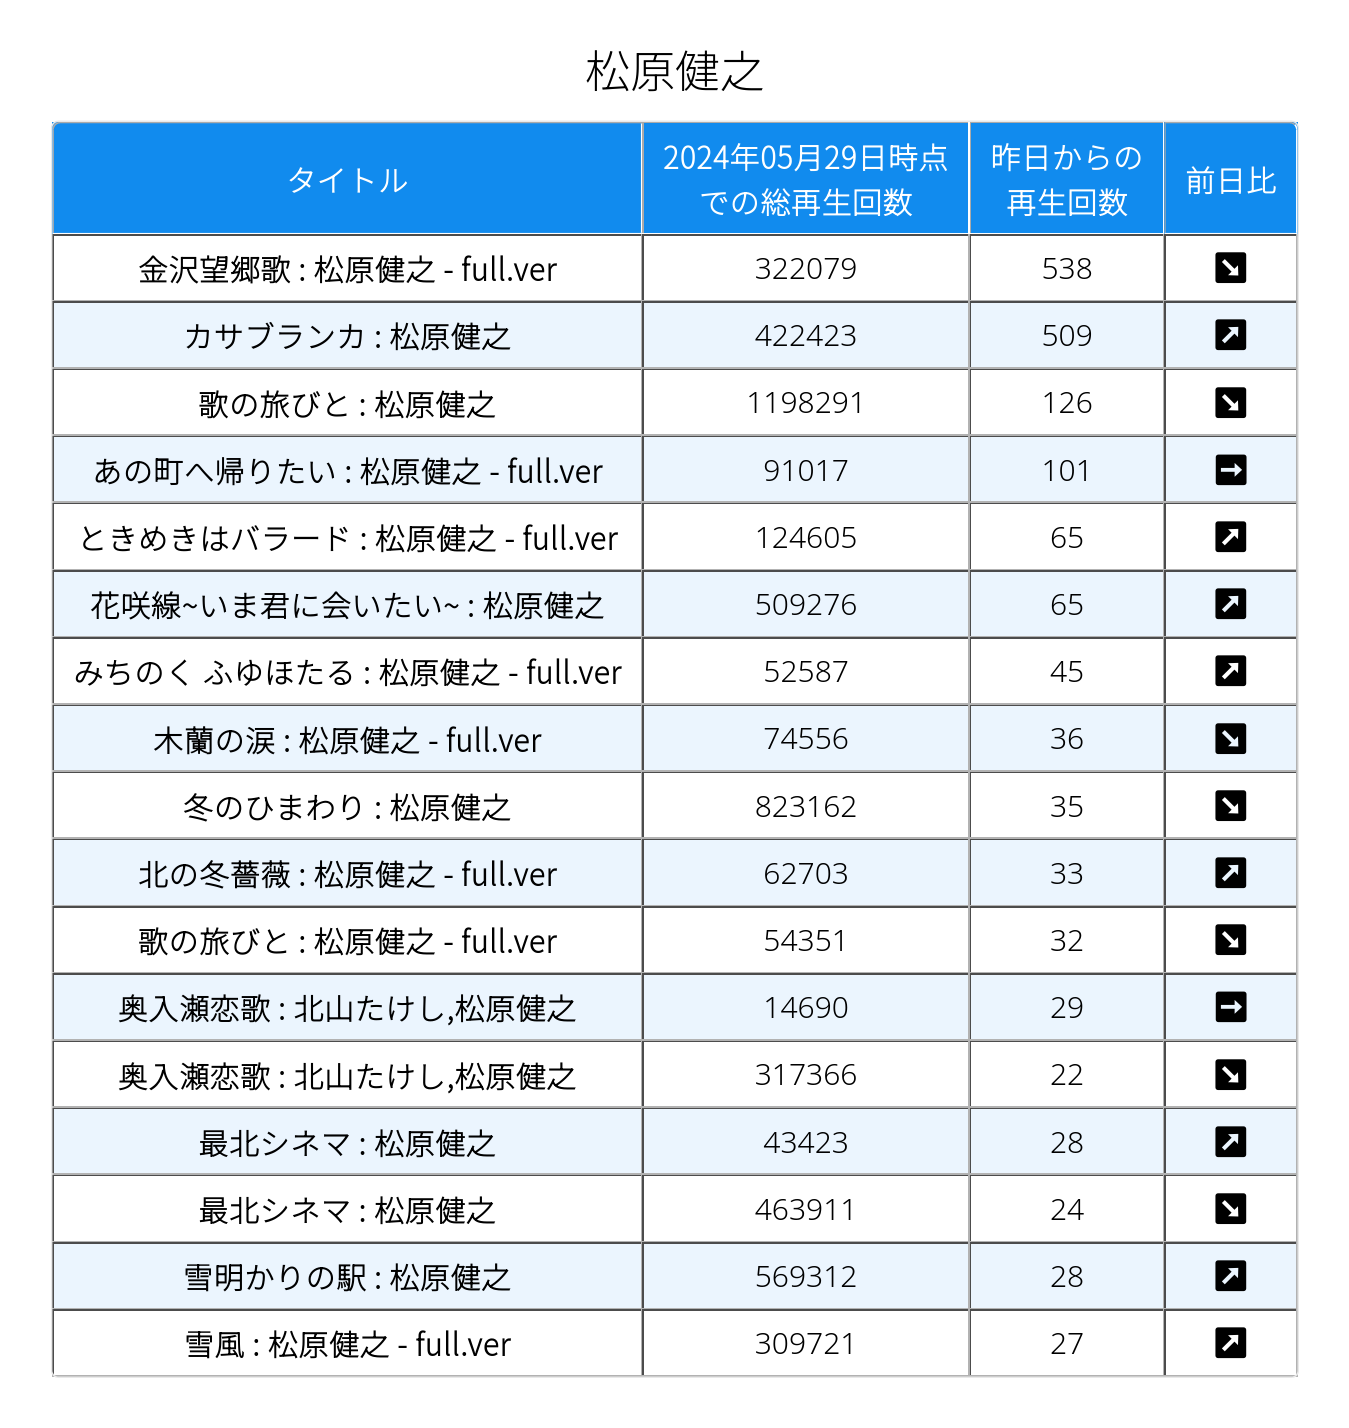 松原健之
タイトル
2024年05月29日時点
での総再生回数
昨日からの
再生回数
前日比
金沢望郷歌 : 松原健之 - full.ver 322079 538 ↘
カサブランカ : 松原健之 422423 509 ↗
歌の旅びと : 松原健之 1198291 126 ↘
あの町へ帰りたい : 松原健之 - full.ver 91017 101 →
ときめきはバラード : 松原健之 - full.ver 124605 65 ↗
花咲線~いま君に会いたい~ : 松原健之 509276 65 ↗
みちのく ふゆほたる : 松原健之 - full.ver 52587 45 ↗
木蘭の涙 : 松原健之 - full.ver 74556 36 ↘
冬のひまわり : 松原健之 823162 35 ↘
北の冬薔薇 : 松原健之 - full.ver 62703 33 ↗
歌の旅びと : 松原健之 - full.ver 54351 32 ↘
奥入瀬恋歌 : 北山たけし,松原健之 14690 29 →
奥入瀬恋歌 : 北山たけし,松原健之 317366 22 ↘
最北シネマ : 松原健之 43423 28 ↗
最北シネマ : 松原健之 463911 24 ↘
雪明かりの駅 : 松原健之 569312 28 ↗
雪風 : 松原健之 - full.ver 309721 27 ↗